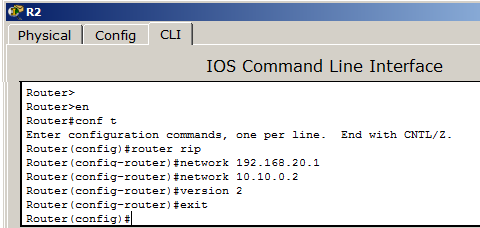 R2
Physical Config CLI
IOS Command Line Interface
Router>
Router>en
Router#conf t
Enter configuration commands, one per line.  End with CNTL/Z.
Router(config)#router rip
Router(config-router)#network 192.168.20.1
Router(config-router)#network 10.10.0.2
Router(config-router)#version 2
Router(config-router)#exit
Router(config)#